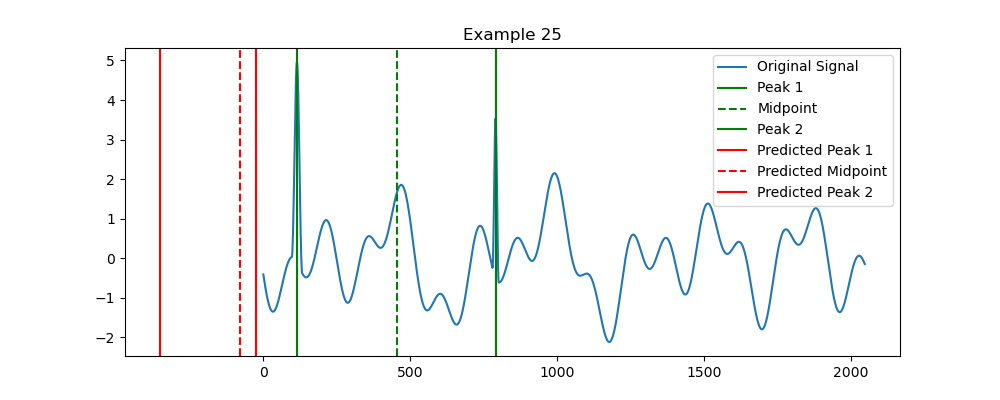 Example 25
Original Signal
Peak 1
Midpoint
Peak 2
Predicted Peak 1
Predicted Midpoint
Predicted Peak 2
5
4
3
2
1
0
−1
−2
0 500 1000 1500 2000